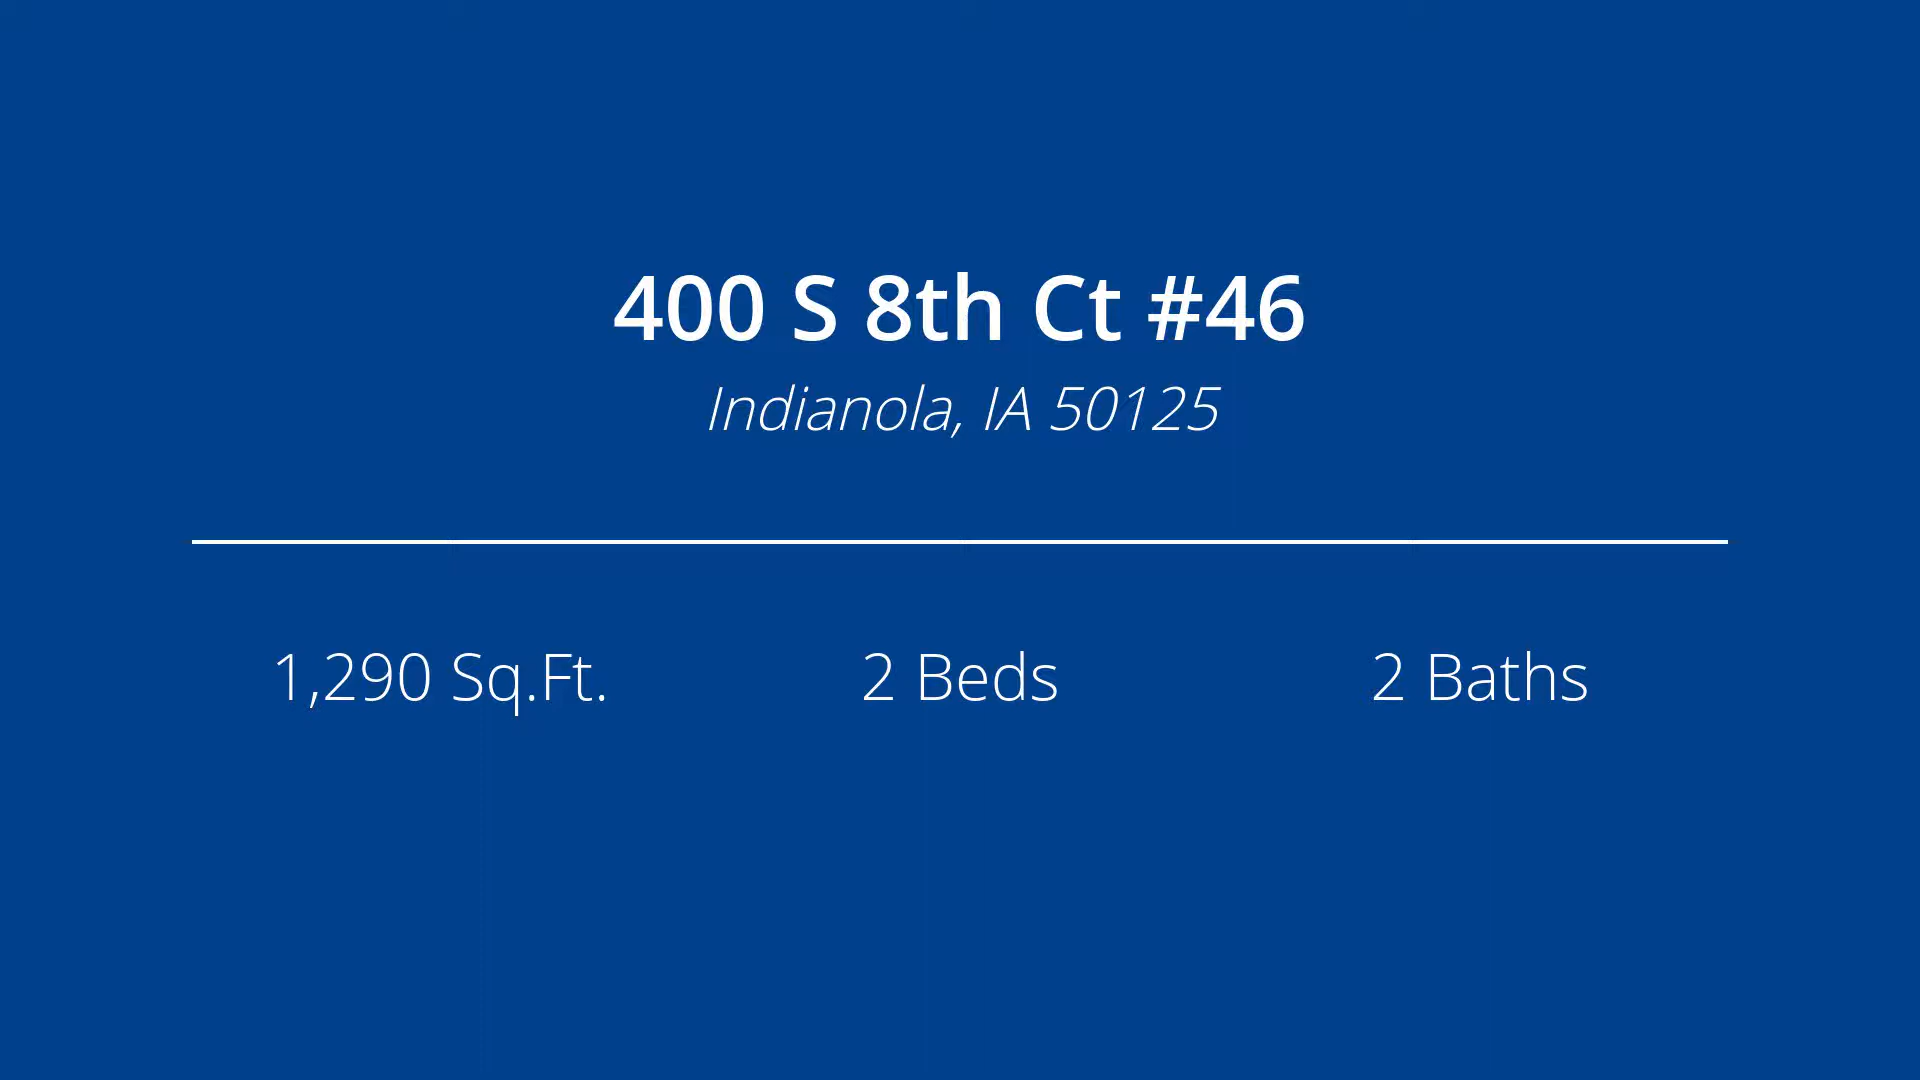 400 S 8th Ct #46
Indianola, IA 50125
1,290 Sq.Ft. 2 Beds 2 Baths